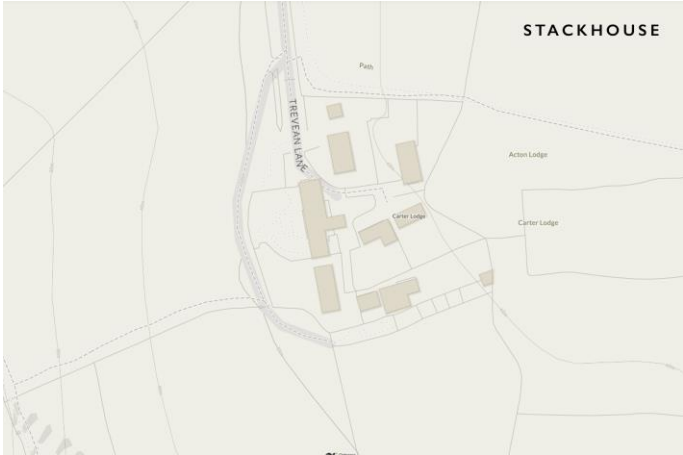 STACKHOUSE
Path
TREVEAN LANE
Acton Lodge
Carter Lodge
Carter Lodge